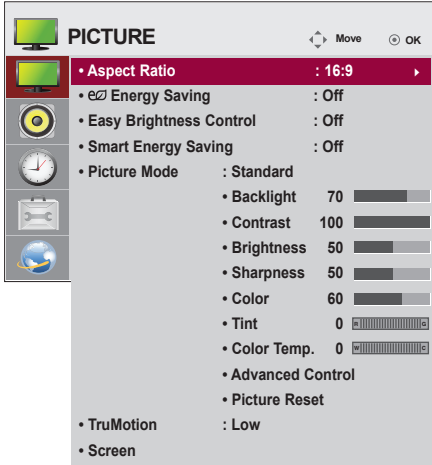 PICTURE Move OK
• Aspect Ratio : 16:9
• Energy Saving : Off
• Easy Brightness Control : Off
• Smart Energy Saving : Off
• Picture Mode : Standard
• Backlight 70
• Contrast 100
• Brightness 50
• Sharpness 50
• Color 60
• Tint 0 R G
• Color Temp. 0 W C
• Advanced Control
• Picture Reset
• TruMotion : Low
• Screen